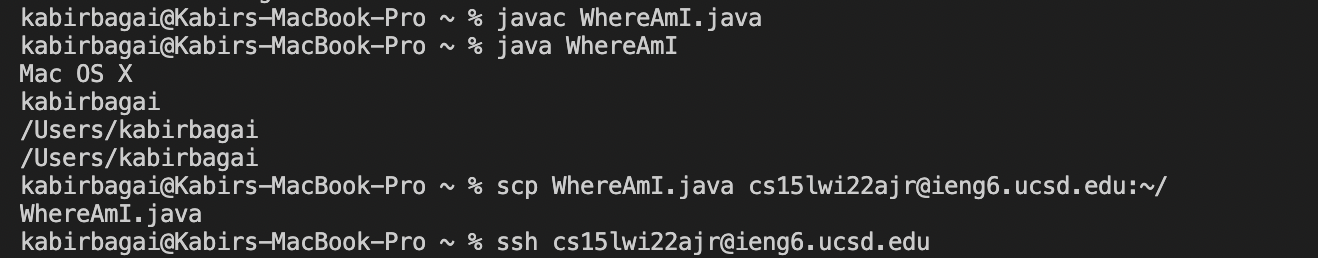 kabirbagai@Kabirs-MacBook-Pro ~ % javac WhereAmI.java
kabirbagai@Kabirs-MacBook-Pro ~ % java WhereAmI
Mac OS X
kabirbagai
/Users/kabirbagai
/Users/kabirbagai
kabirbagai@Kabirs-MacBook-Pro ~ % scp WhereAmI.java cs15lwi22ajr@ieng6.ucsd.edu:~/
WhereAmI.java
kabirbagai@Kabirs-MacBook-Pro ~ % ssh cs15lwi22ajr@ieng6.ucsd.edu